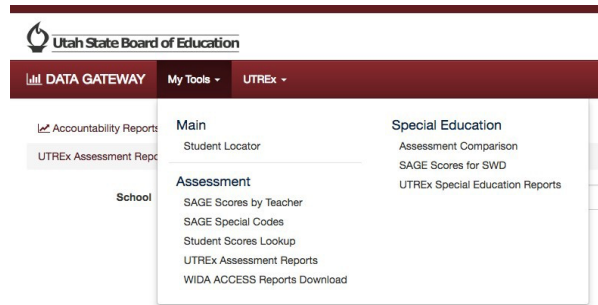 Utah State Board of Education
DATA GATEWAY My Tools UTREx
Accountability Reports
UTREx Assessment Repo
School
Main
Student Locator
Assessment
SAGE Scores by Teacher
SAGE Special Codes
Student Scores Lookup
UTREx Assessment Reports
WIDA ACCESS Reports Download
Special Education
Assessment Comparison
SAGE Scores for SWD
UTREx Special Education Reports